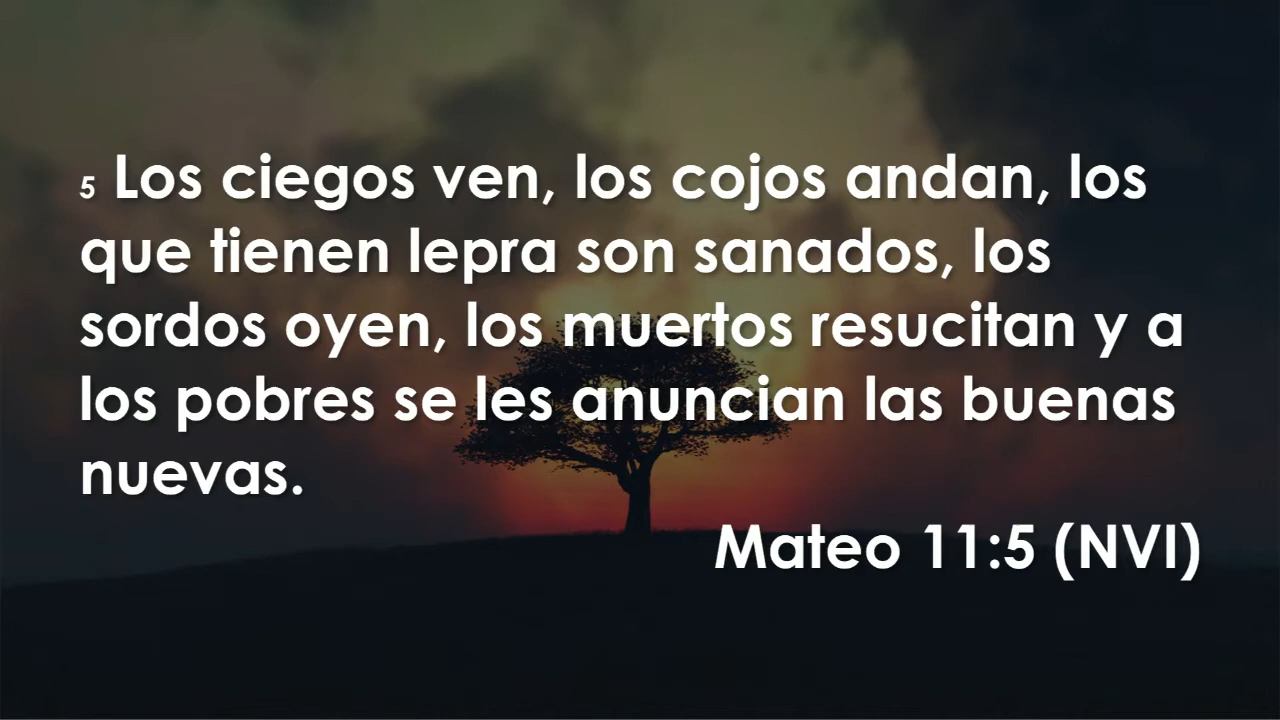 5 Los ciegos ven, los cojos andan, los
que tienen lepra son sanados, los
sordos oyen, los muertos resucitan y a
los pobres se les anuncian las buenas
nuevas.
Mateo 11:5 (NVI)